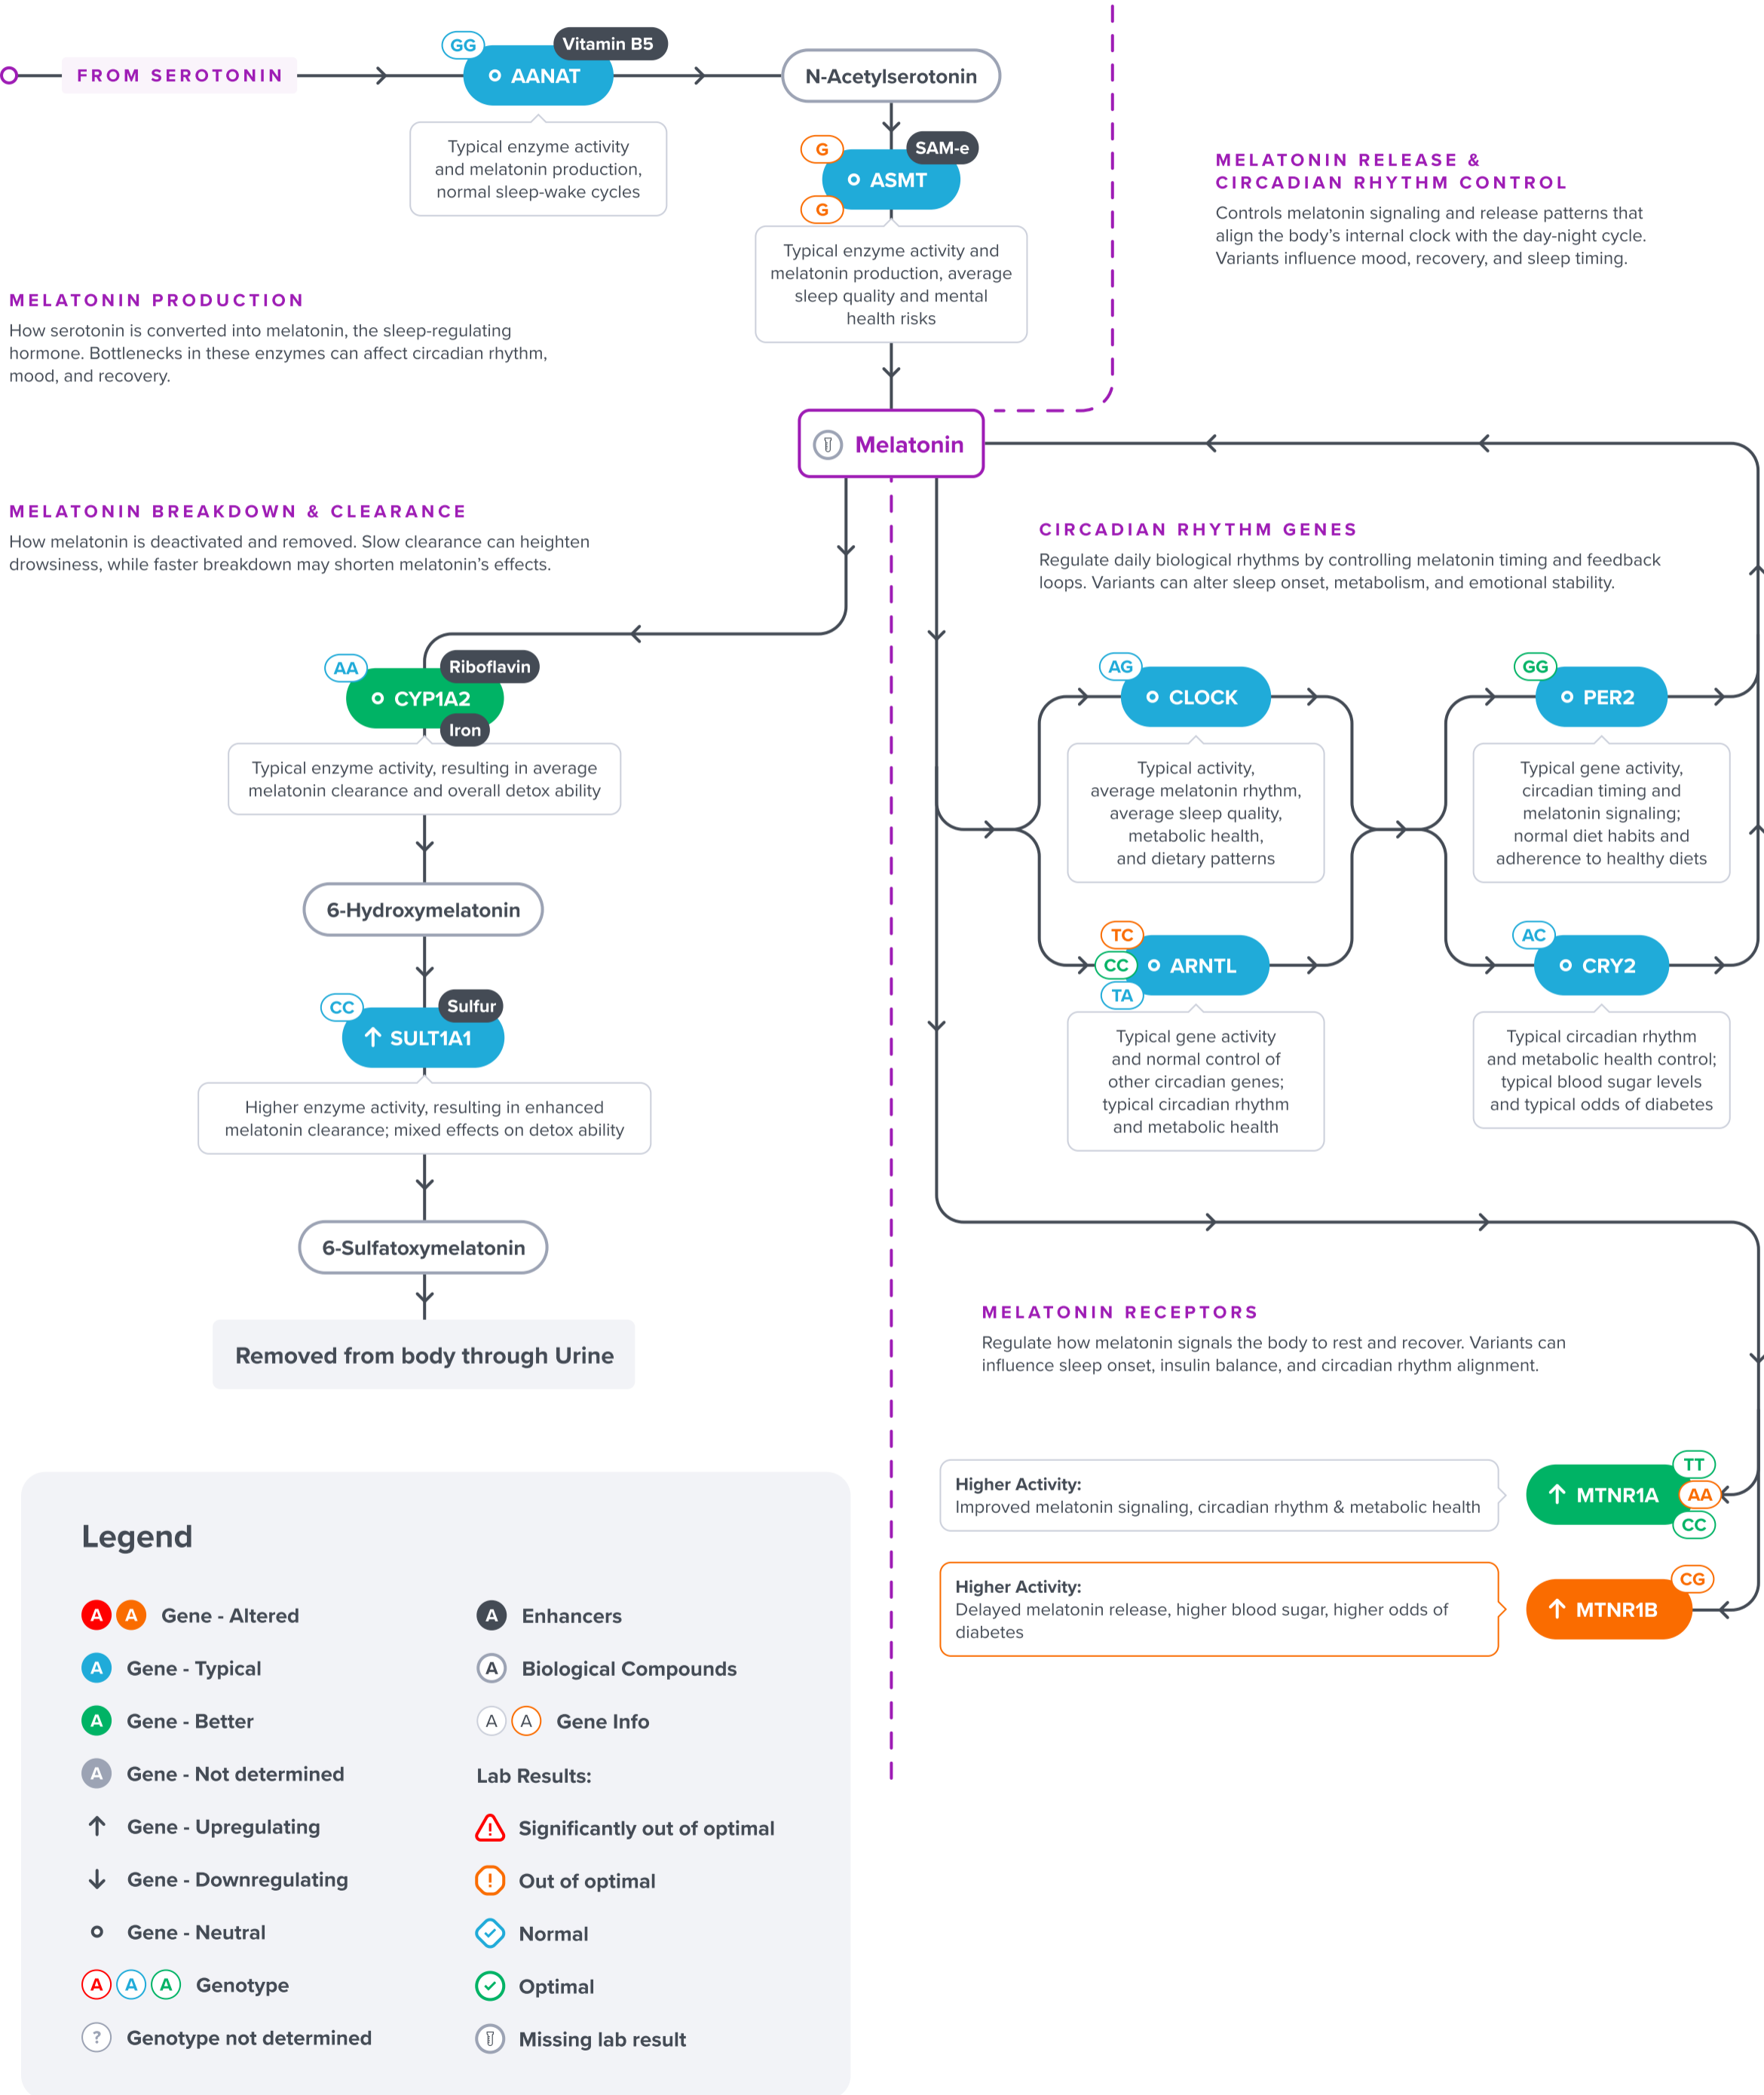 FROM SEROTONIN
GG
Vitamin B5
AANAT
Typical enzyme activity
and melatonin production,
normal sleep-wake cycles
N-Acetylserotonin
G
SAM-e
ASMT
G
Typical enzyme activity and
melatonin production, average
sleep quality and mental
health risks
MELATONIN RELEASE &
CIRCADIAN RHYTHM CONTROL
Controls melatonin signaling and release patterns that
align the body's internal clock with the day-night cycle.
Variants influence mood, recovery, and sleep timing.
MELATONIN PRODUCTION
How serotonin is converted into melatonin, the sleep-regulating
hormone. Bottlenecks in these enzymes can affect circadian rhythm,
mood, and recovery.
Melatonin
MELATONIN BREAKDOWN & CLEARANCE
How melatonin is deactivated and removed. Slow clearance can heighten
drowsiness, while faster breakdown may shorten melatonin's effects.
AA
Riboflavin
CYP1A2
Iron
Typical enzyme activity, resulting in average
melatonin clearance and overall detox ability
6-Hydroxymelatonin
CC
Sulfur
SULT1A1
Higher enzyme activity, resulting in enhanced
melatonin clearance; mixed effects on detox ability
6-Sulfatoxymelatonin
Removed from body through Urine
CIRCADIAN RHYTHM GENES
Regulate daily biological rhythms by controlling melatonin timing and feedback
loops. Variants can alter sleep onset, metabolism, and emotional stability.
AG
CLOCK
Typical activity,
average melatonin rhythm,
average sleep quality,
metabolic health,
and dietary patterns
GG
PER2
Typical gene activity,
circadian timing and
melatonin signaling;
normal diet habits and
adherence to healthy diets
TC
CC
TA
ARNTL
Typical gene activity
and normal control of
other circadian genes;
typical circadian rhythm
and metabolic health
AC
CRY2
Typical circadian rhythm
and metabolic health control;
typical blood sugar levels
and typical odds of diabetes
MELATONIN RECEPTORS
Regulate how melatonin signals the body to rest and recover. Variants can
influence sleep onset, insulin balance, and circadian rhythm alignment.
Higher Activity:
Improved melatonin signaling, circadian rhythm & metabolic health
MTNR1A
TT
AA
CC
Higher Activity:
Delayed melatonin release, higher blood sugar, higher odds of
diabetes
MTNR1B
CG
Legend
A A Gene - Altered
A Gene - Typical
A Gene - Better
A Gene - Not determined
Gene - Upregulating
Gene - Downregulating
Gene - Neutral
A A A Genotype
? Genotype not determined
A Enhancers
A Biological Compounds
A A Gene Info
Lab Results:
! Significantly out of optimal
! Out of optimal
Normal
Optimal
Missing lab result